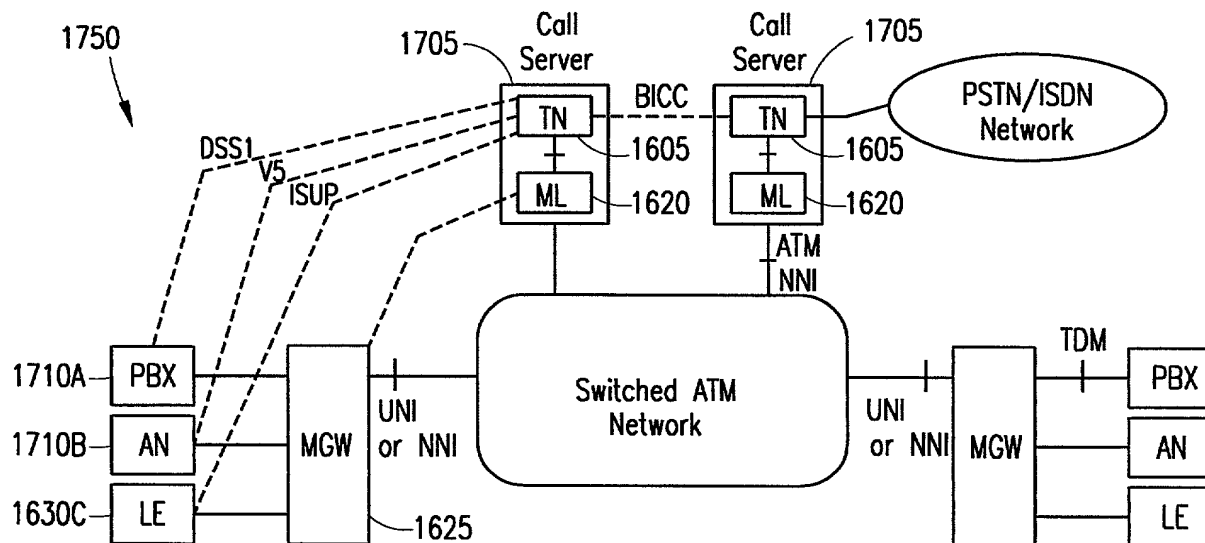 1750
Call
Server
1705
Call
Server
1705
TN
BICC
TN
PSTN/ISDN
Network
1605
1605
ML
1620
ML
1620
DSS1
V5
ISUP
ATM
NNI
1710A
PBX
1710B
AN
1630C
LE
MGW
1625
UNI
or NNI
Switched ATM
Network
UNI
or NNI
MGW
TDM
PBX
AN
LE